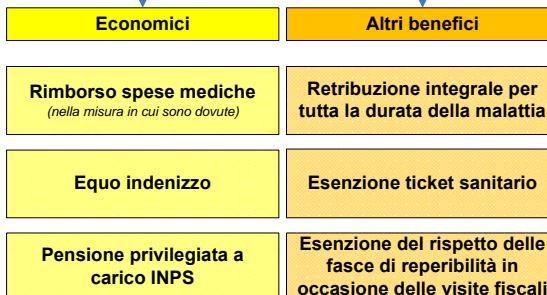 Economici
Altri benefici
Rimborso spese mediche
(nella misura in cui sono dovute)
Retribuzione integrale per
tutta la durata della malattia
Equo indenizzo
Esenzione ticket sanitario
Pensione privilegiata a
carico INPS
Esenzione del rispetto delle
fasce di reperibilità in
occasione delle visite fiscali